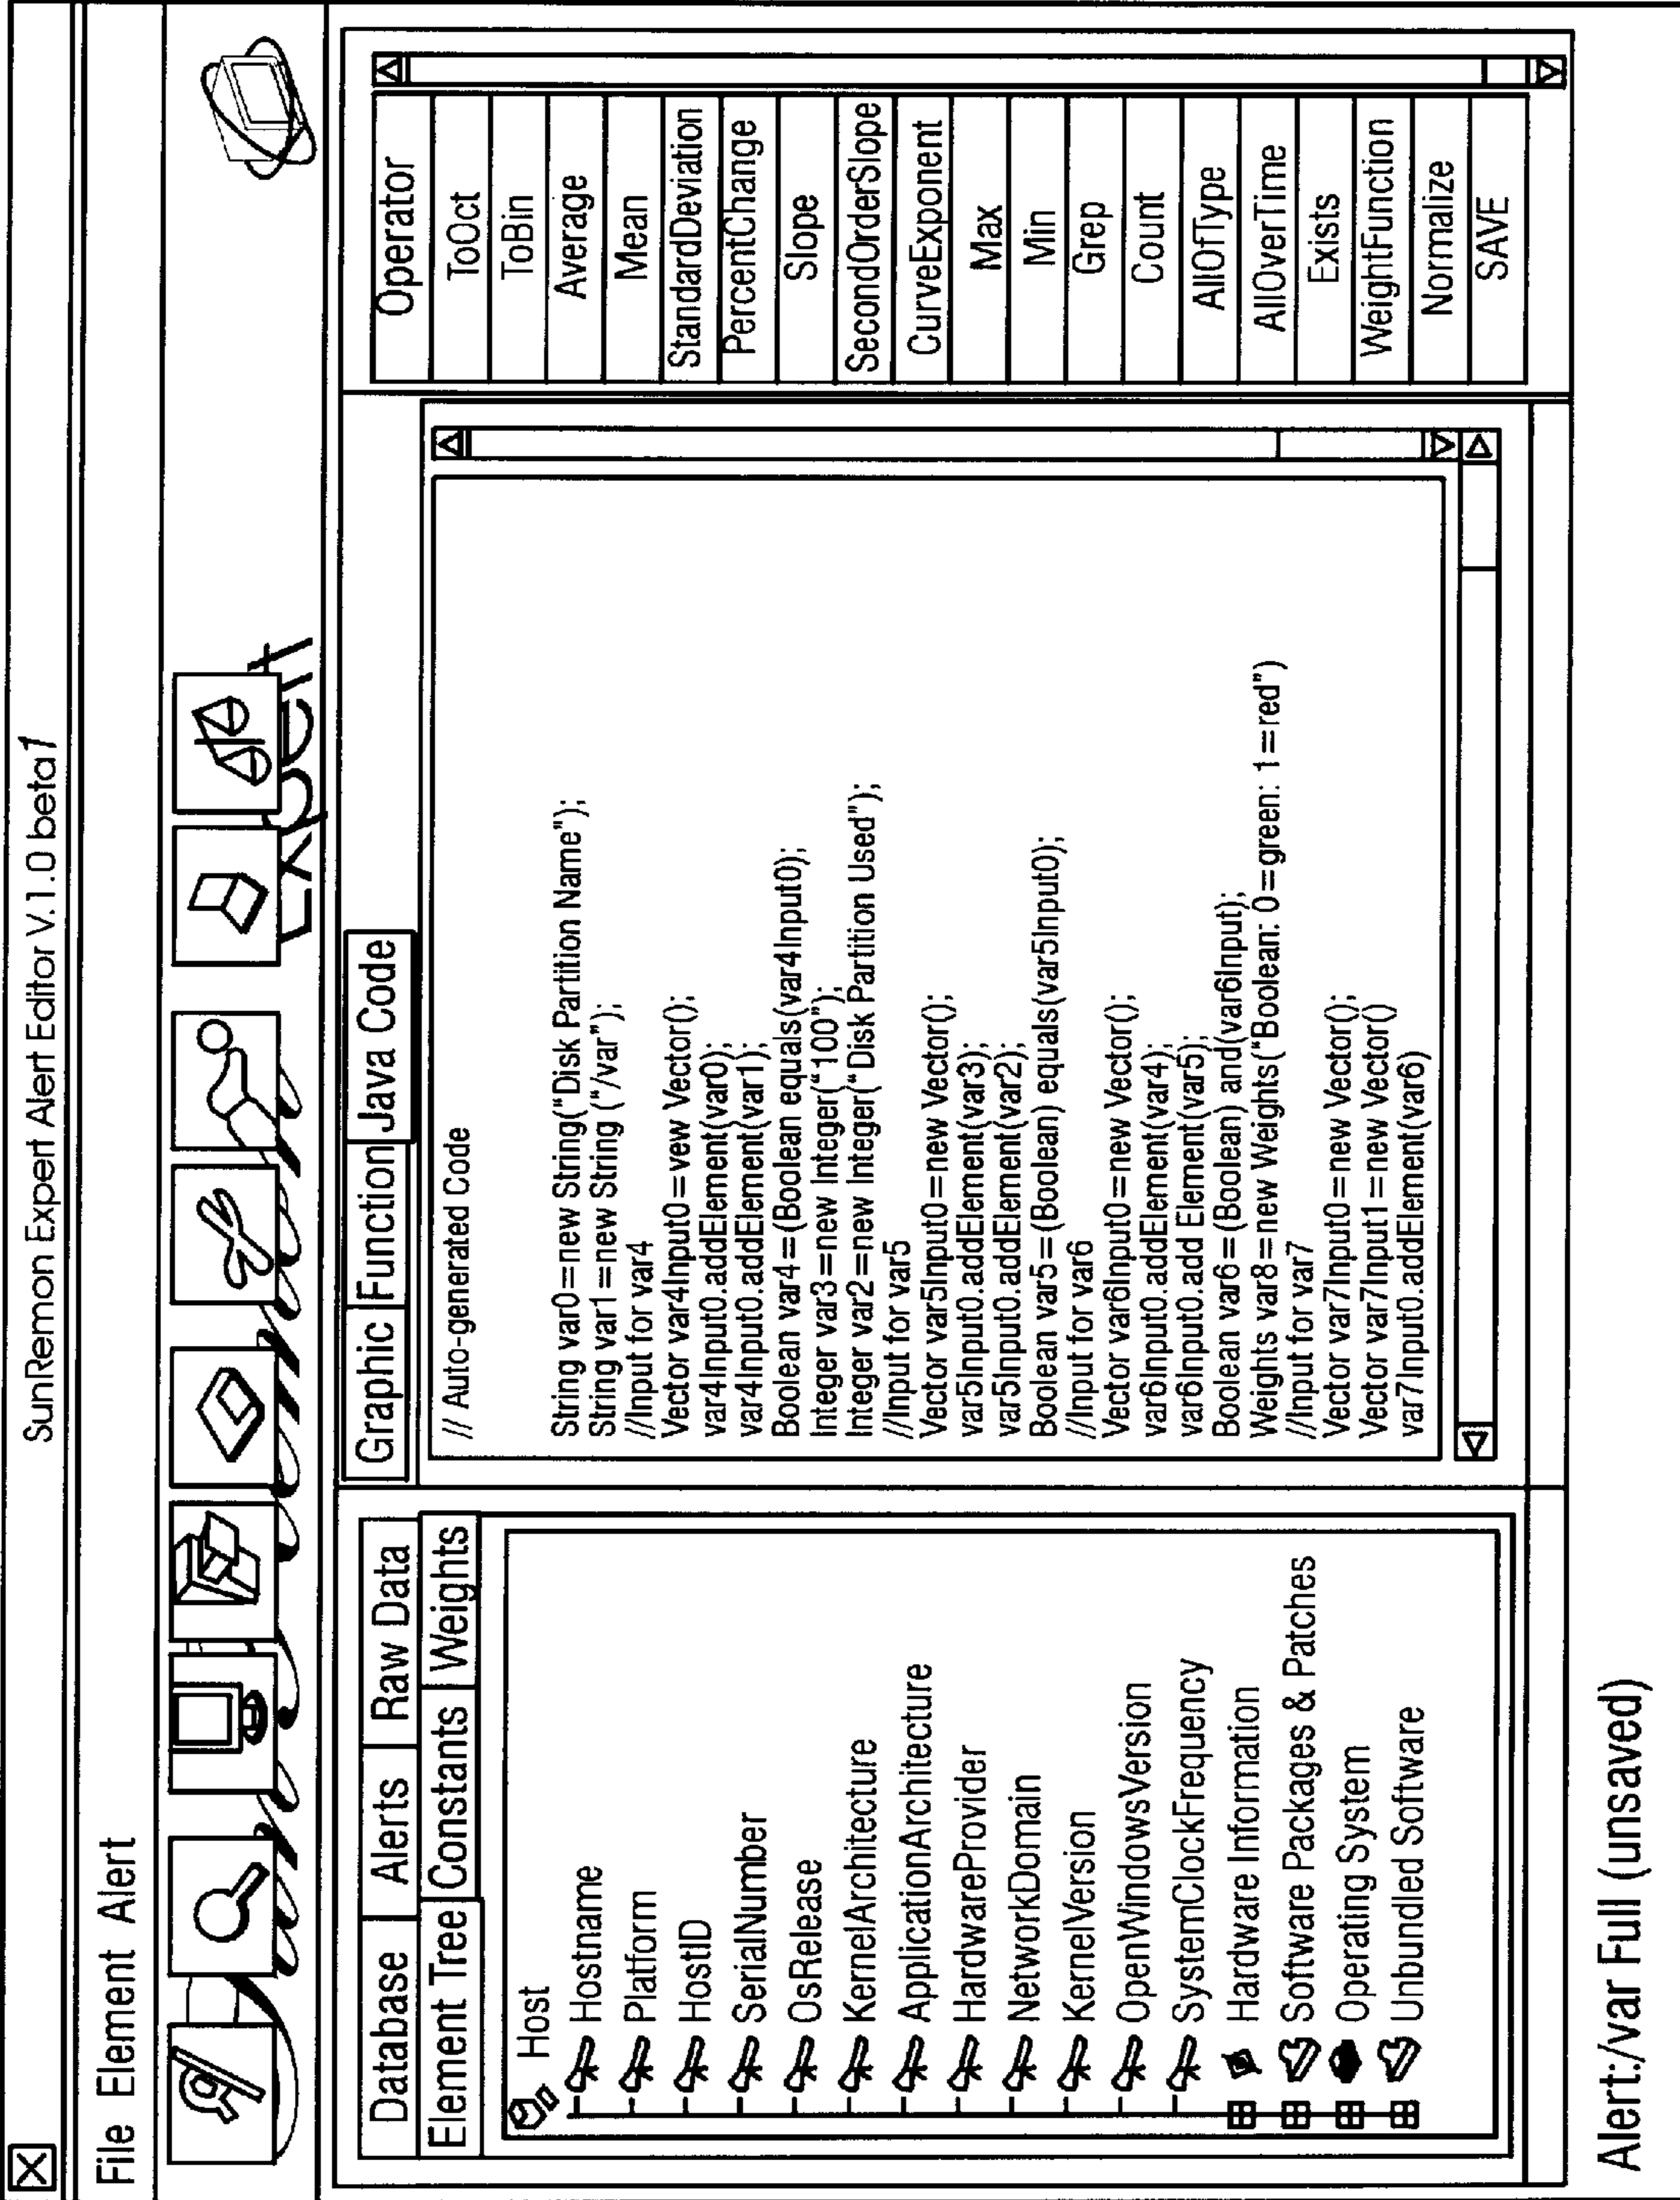 SunRemon Expert Alert Editor V.1.0 beta1
File Element Alert
Database Alerts Raw Data
Element Tree Constants Weights
Host
Hostname
Platform
HostID
SerialNumber
OsRelease
KernelArchitecture
ApplicationArchitecture
HardwareProvider
NetworkDomain
KernelVersion
OpenWindowsVersion
SystemClockFrequency
Hardware Information
Software Packages & Patches
Operating System
Unbundled Software
Graphic Function Java Code
// Auto-generated Code
String var0=new String("Disk Partition Name");
String var1=new String ("/var");
//Input for var4
Vector var4Input0=vew Vector();
var4Input0.addElement(var0);
var4Input0.addElement(var1);
Boolean var4=(Boolean equals(var4Input0);
Integer var3=new Integer("100");
Integer var2=new Integer("Disk Partition Used");
//Input for var5
Vector var5Input0=new Vector();
var5Input0.addElement(var3);
var5Input0.addElement(var2);
Boolean var5=(Boolean) equals(var5Input0);
//Input for var6
Vector var6Input0=new Vector();
var6Input0.addElement(var4);
var6Input0.add Element(var5);
Boolean var6=(Boolean) and(var6Input);
Weights var8=new Weights("Boolean: 0=green: 1=red")
//Input for var7
Vector var7Input0=new Vector();
Vector var7Input1=new Vector()
var7Input0.addElement(var6)
Operator
ToOct
ToBin
Average
Mean
StandardDeviation
PercentChange
Slope
SecondOrderSlope
CurveExponent
Max
Min
Grep
Count
AllOfType
AllOverTime
Exists
WeightFunction
Normalize
SAVE
Alert:/var Full (unsaved)